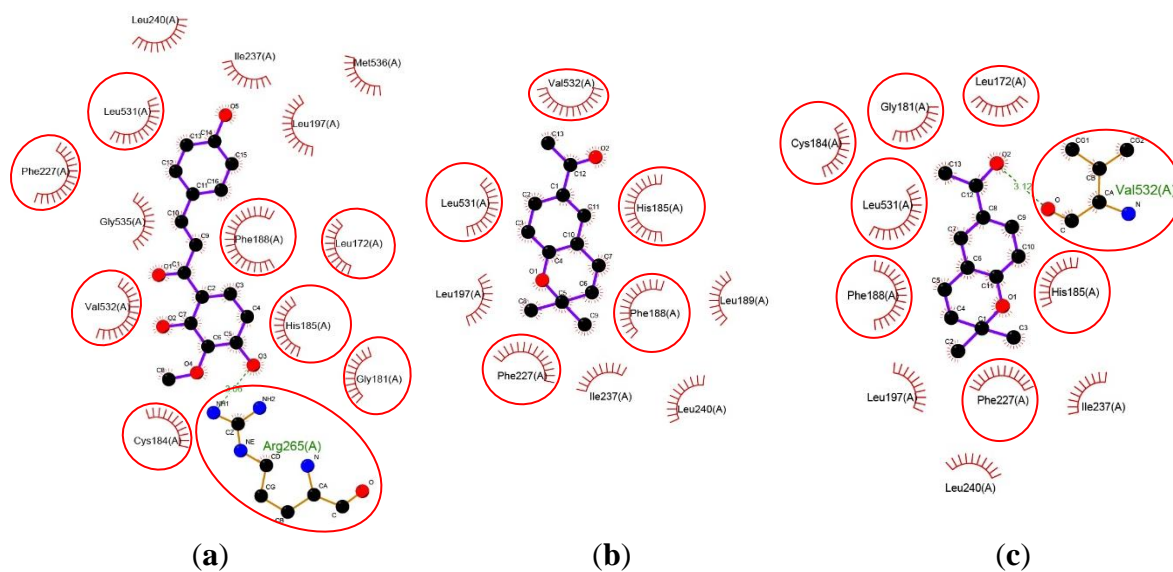 Leu240(A)
Ile237(A)
Met536(A)
Leu531(A)
Leu197(A)
Phe227(A)
Gly535(A)
Phe188(A)
Leu172(A)
Val532(A)
His185(A)
Gly181(A)
Cys184(A)
Arg265(A)
O5
C14
C13
C15
C12
C16
C11
C10
C9
O1
C1
C2
C3
O2
C7
C4
C6
C5
O4
O3
C8
NH1
NH2
CZ
NE
CD
N
CG
CA
O
CB
C
(a)
Val532(A)
C13
O2
C12
C1
Leu531(A)
C2
C11
His185(A)
C3
C10
C4
C7
O1
Leu197(A)
C5
C6
Leu189(A)
C8
C9
Phe188(A)
Phe227(A)
Ile237(A)
Leu240(A)
(b)
Leu172(A)
Gly181(A)
Cys184(A)
CG1
CG2
C13
O2
CB
3.12
Val532(A)
C12
O
CA
N
C
Leu531(A)
C8
C9
C7
C10
C6
C11
C5
Phe188(A)
His185(A)
O1
C4
C1
C3
C2
Leu197(A)
Phe227(A)
Ile237(A)
Leu240(A)
(c)